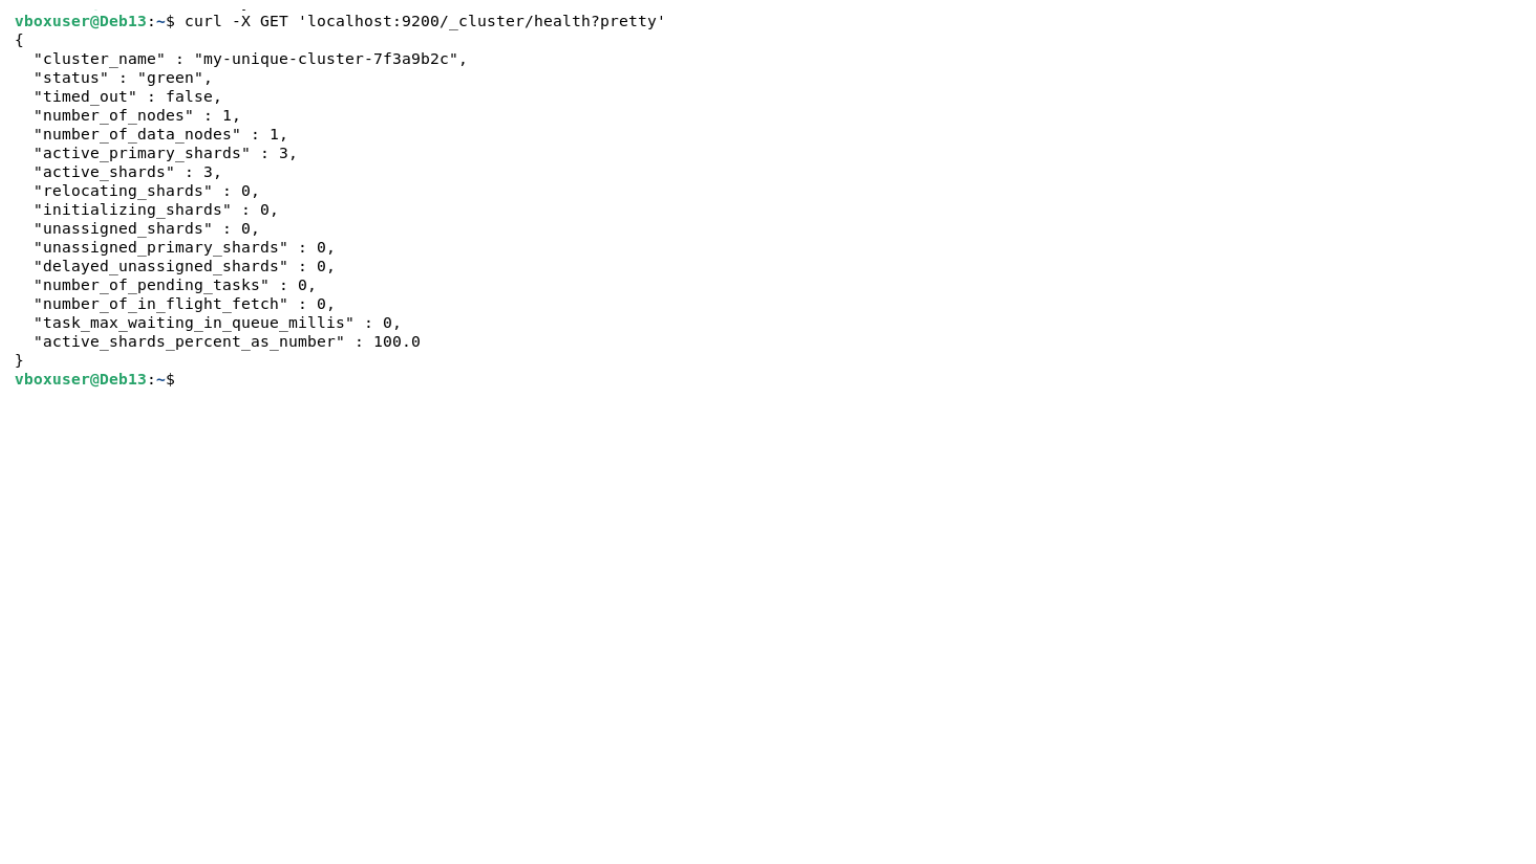 vboxuser@Deb13:~$ curl -X GET 'localhost:9200/_cluster/health?pretty'
{
  "cluster_name" : "my-unique-cluster-7f3a9b2c",
  "status" : "green",
  "timed_out" : false,
  "number_of_nodes" : 1,
  "number_of_data_nodes" : 1,
  "active_primary_shards" : 3,
  "active_shards" : 3,
  "relocating_shards" : 0,
  "initializing_shards" : 0,
  "unassigned_shards" : 0,
  "unassigned_primary_shards" : 0,
  "delayed_unassigned_shards" : 0,
  "number_of_pending_tasks" : 0,
  "number_of_in_flight_fetch" : 0,
  "task_max_waiting_in_queue_millis" : 0,
  "active_shards_percent_as_number" : 100.0
}
vboxuser@Deb13:~$